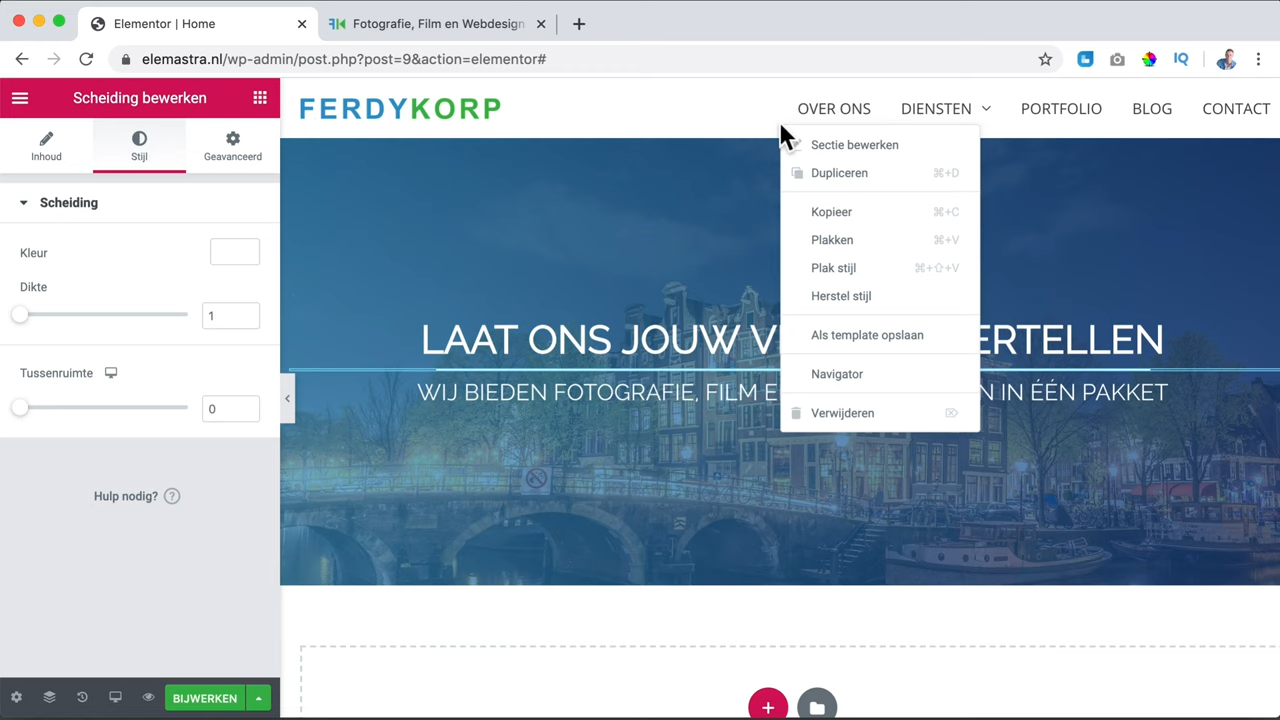 Elementor | Home
Fotografie, Film en Webdesign
elemastra.nl/wp-admin/post.php?post=9&action=elementor#
IQ
Scheiding bewerken
Inhoud
Stijl
Geavanceerd
Scheiding
Kleur
Dikte
1
Tussenruimte
0
Hulp nodig? ?
BIJWERKEN
FERDYKORP
OVER ONS
DIENSTEN
PORTFOLIO
BLOG
CONTACT
LAAT ONS JOUW V ERTELLEN
WIJ BIEDEN FOTOGRAFIE, FILM E N IN ÉÉN PAKKET
Sectie bewerken
Dupliceren ⌘+D
Kopieer ⌘+C
Plakken ⌘+V
Plak stijl ⌘+⇧+V
Herstel stijl
Als template opslaan
Navigator
Verwijderen ⌦